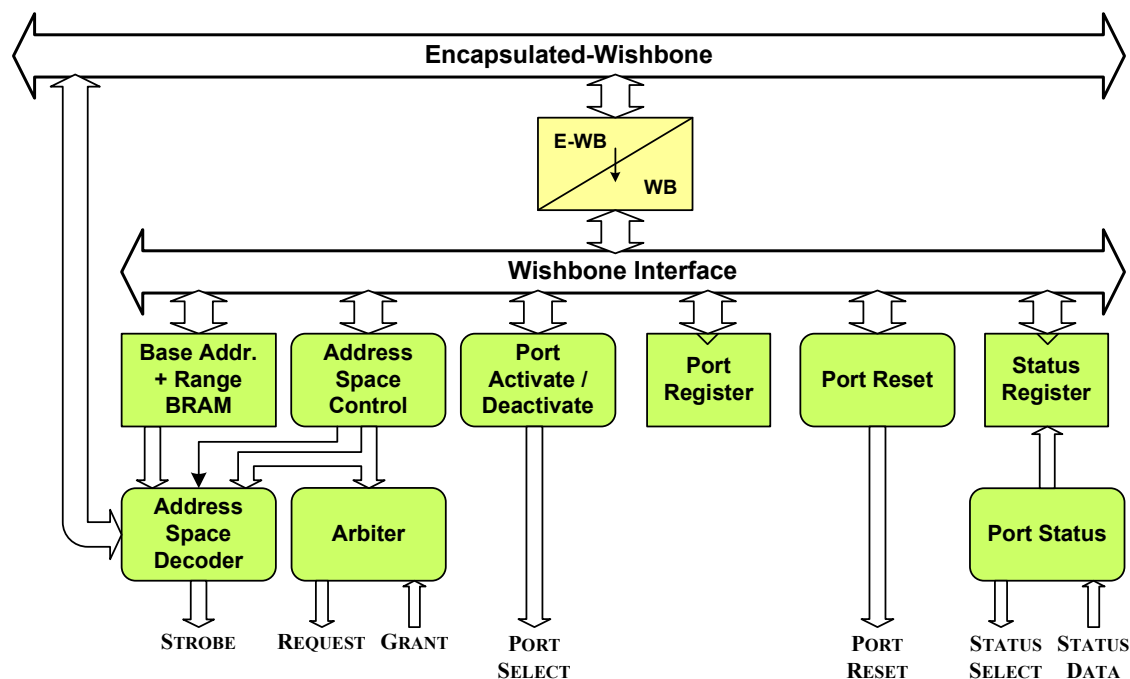 Encapsulated-Wishbone
E-WB
WB
Wishbone Interface
Base Addr.
+ Range
BRAM
Address
Space
Control
Port
Activate /
Deactivate
Port
Register
Port Reset
Status
Register
Address
Space
Decoder
Arbiter
Port Status
STROBE
REQUEST
GRANT
PORT
SELECT
PORT
RESET
STATUS
SELECT
STATUS
DATA